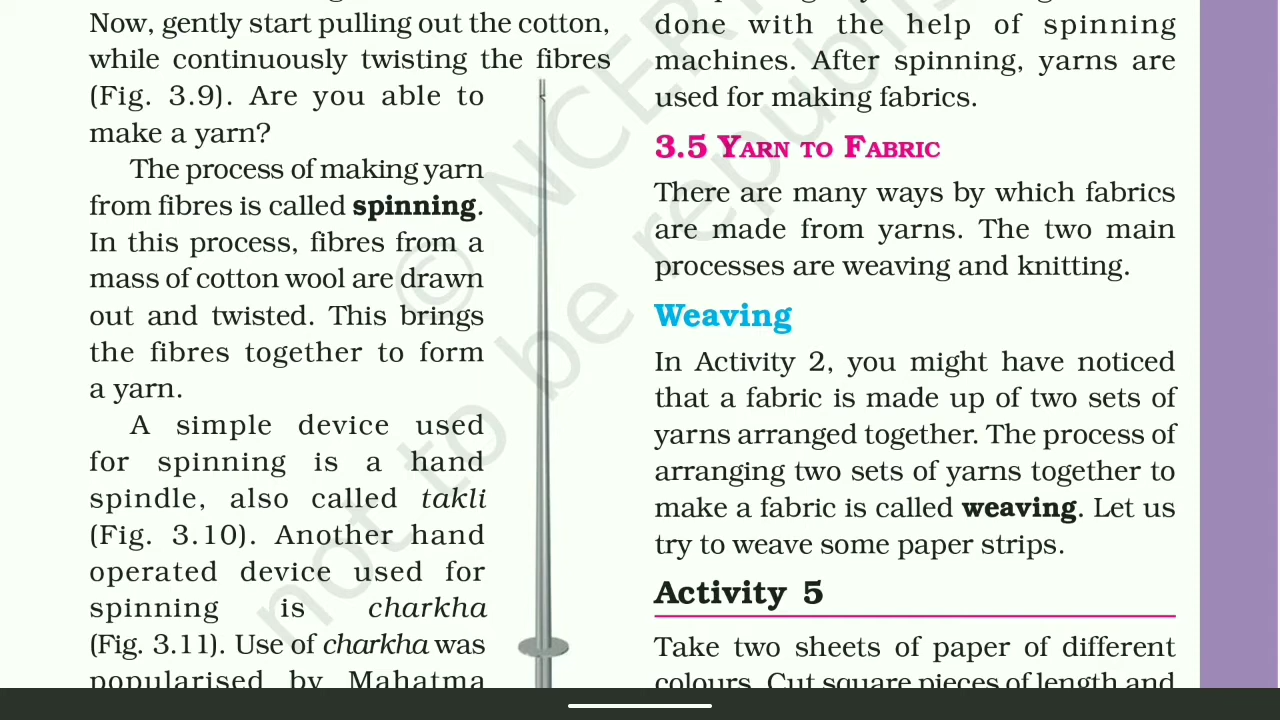 Now, gently start pulling out the cotton,
while continuously twisting the fibres
(Fig. 3.9). Are you able to
make a yarn?
The process of making yarn
from fibres is called spinning.
In this process, fibres from a
mass of cotton wool are drawn
out and twisted. This brings
the fibres together to form
a yarn.
A simple device used
for spinning is a hand
spindle, also called takli
(Fig. 3.10). Another hand
operated device used for
spinning is charkha
(Fig. 3.11). Use of charkha was
popularised by Mahatma
done with the help of spinning
machines. After spinning, yarns are
used for making fabrics.
3.5 YARN TO FABRIC
There are many ways by which fabrics
are made from yarns. The two main
processes are weaving and knitting.
Weaving
In Activity 2, you might have noticed
that a fabric is made up of two sets of
yarns arranged together. The process of
arranging two sets of yarns together to
make a fabric is called weaving. Let us
try to weave some paper strips.
Activity 5
Take two sheets of paper of different
colours. Cut square pieces of length and
© NCER
not to be republis